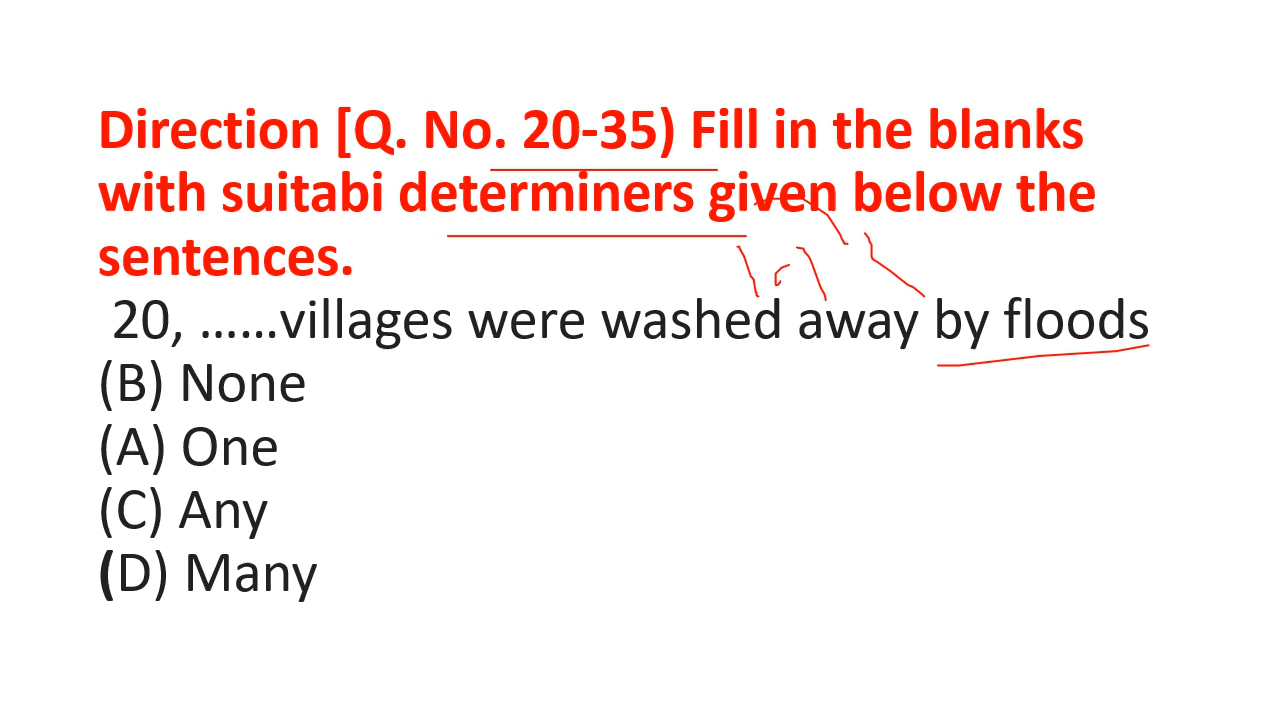 Direction [Q. No. 20-35) Fill in the blanks
with suitabi determiners given below the
sentences.
20, ......villages were washed away by floods
(B) None
(A) One
(C) Any
(D) Many